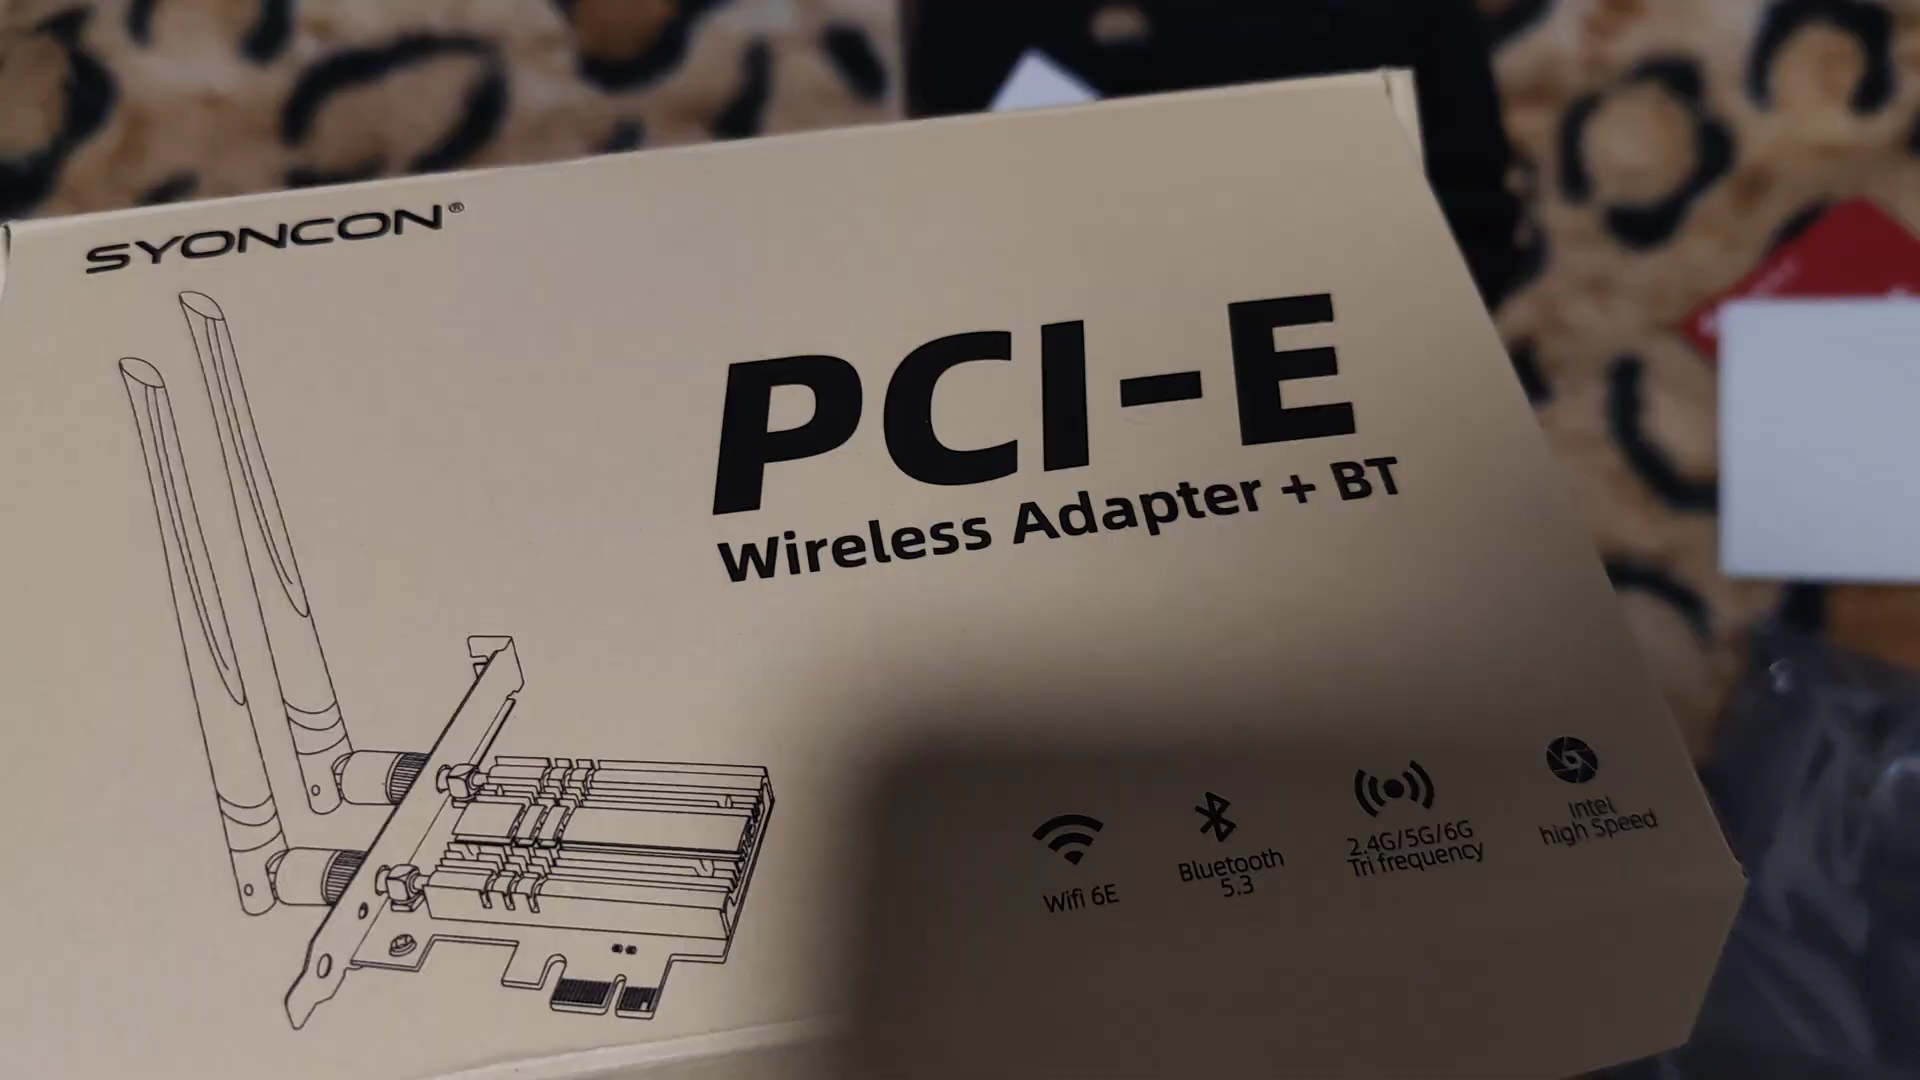 SYONCON®
PCI-E
Wireless Adapter + BT
Wifi 6E
Bluetooth
5.3
2.4G/5G/6G
Tri frequency
Intel
high Speed